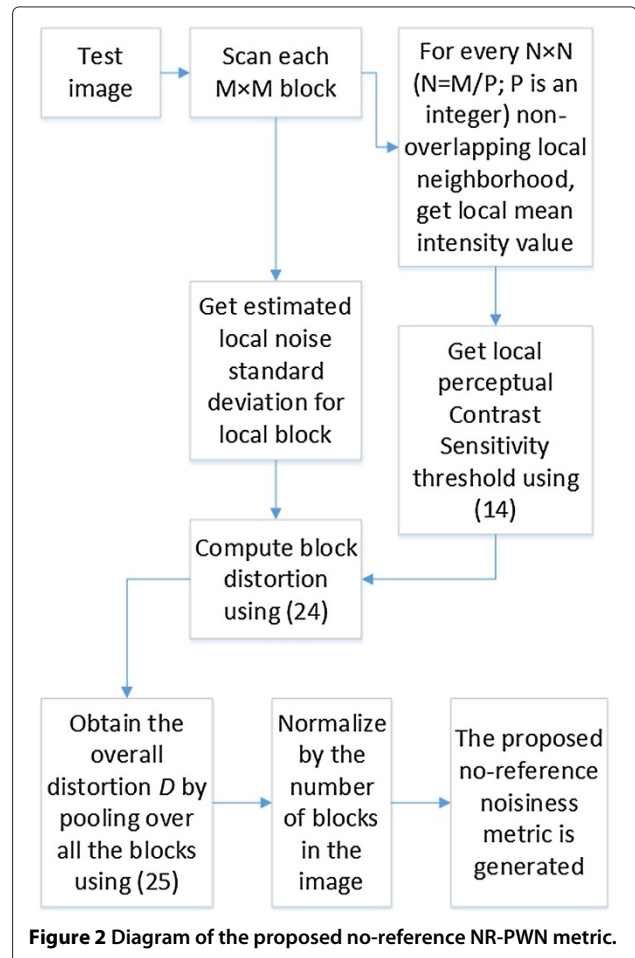 Test
image
Scan each
M×M block
For every N×N
(N=M/P; P is an
integer) non-
overlapping local
neighborhood,
get local mean
intensity value
Get estimated
local noise
standard
deviation for
local block
Get local
perceptual
Contrast
Sensitivity
threshold using
(14)
Compute block
distortion
using (24)
Obtain the
overall
distortion D by
pooling over
all the blocks
using (25)
Normalize
by the
number
of blocks
in the
image
The proposed
no-reference
noisiness
metric is
generated
Figure 2 Diagram of the proposed no-reference NR-PWN metric.